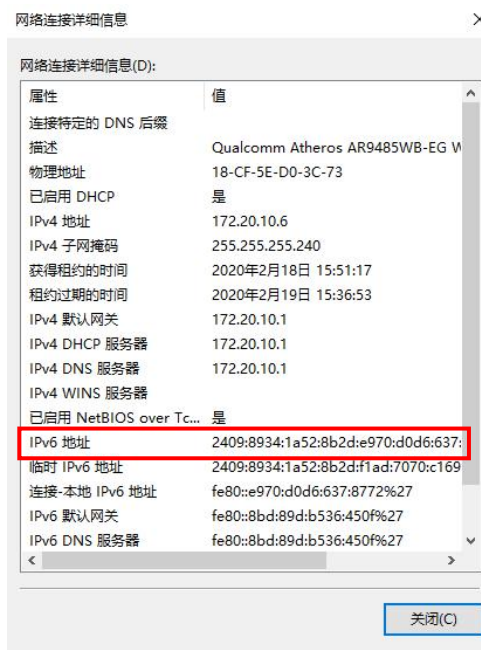 网络连接详细信息
网络连接详细信息(D):
属性 值
连接特定的 DNS 后缀
描述 Qualcomm Atheros AR9485WB-EG W
物理地址 18-CF-5E-D0-3C-73
已启用 DHCP 是
IPv4 地址 172.20.10.6
IPv4 子网掩码 255.255.255.240
获得租约的时间 2020年2月18日 15:51:17
租约过期的时间 2020年2月19日 15:36:53
IPv4 默认网关 172.20.10.1
IPv4 DHCP 服务器 172.20.10.1
IPv4 DNS 服务器 172.20.10.1
IPv4 WINS 服务器
已启用 NetBIOS over Tc... 是
IPv6 地址 2409:8934:1a52:8b2d:e970:d0d6:637:
临时 IPv6 地址 2409:8934:1a52:8b2d:f1ad:7070:c169
连接-本地 IPv6 地址 fe80::e970:d0d6:637:8772%27
IPv6 默认网关 fe80::8bd:89d:b536:450f%27
IPv6 DNS 服务器 fe80::8bd:89d:b536:450f%27
关闭(C)